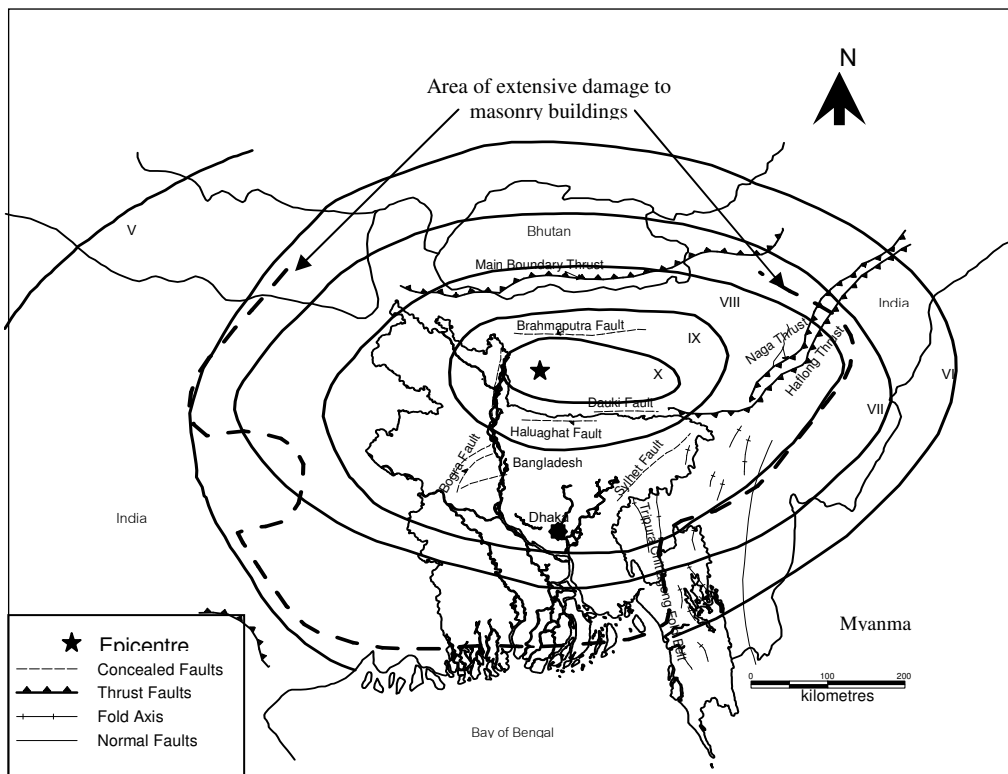 N
Area of extensive damage to
masonry buildings
V
Bhutan
Main Boundary Thrust
VIII
India
Brahmaputra Fault
IX
Naga Thrust
Haflong Thrust
X
VI
Dauki Fault
VII
Haluaghat Fault
Bogra Fault
Bangladesh
Sylhet Fault
India
Dhaka
Tripura Chittagong Fold Belt
Myanma
Epicentre
Concealed Faults
Thrust Faults
Fold Axis
Normal Faults
0 100 200
kilometres
Bay of Bengal